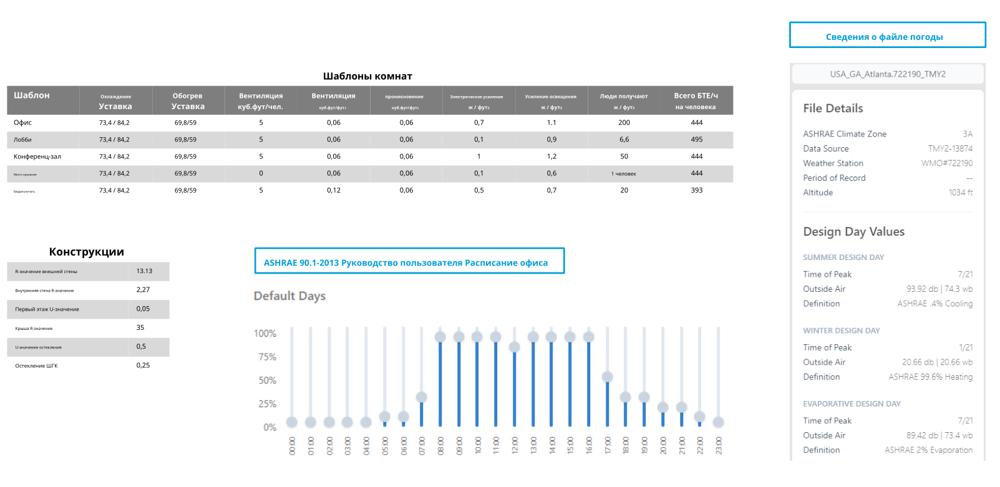 Сведения о файле погоды
USA_GA_Atlanta.722190_TMY2
Шаблоны комнат
Шаблон Охлаждение Уставка Обогрев Уставка Вентиляция куб.фут/чел. Вентиляция куб.фут/фут2 проникновение куб.фут/фут2 Электрическое усиление ж / фут2 Усиление освещения ж / фут2 Люди получают ж / фут2 Всего БТЕ/ч на человека
Офис 73,4 / 84,2 69,8/59 5 0,06 0,06 0,7 1.1 200 444
Лобби 73,4 / 84,2 69,8/59 5 0,06 0,06 0,1 0,9 6,6 495
Конференц-зал 73,4 / 84,2 69,8/59 5 0,06 0,06 1 1,2 50 444
Место хранения 73,4 / 84,2 69,8/59 0 0,06 0,06 0,1 0,6 1 человек 444
Бездельничать 73,4 / 84,2 69,8/59 5 0,12 0,06 0,5 0,7 20 393
File Details
ASHRAE Climate Zone 3A
Data Source TMY2-13874
Weather Station WMO#722190
Period of Record --
Altitude 1034 ft
Design Day Values
SUMMER DESIGN DAY
Time of Peak 7/21
Outside Air 93.92 db | 74.3 wb
Definition ASHRAE .4% Cooling
WINTER DESIGN DAY
Time of Peak 1/21
Outside Air 20.66 db | 20.66 wb
Definition ASHRAE 99.6% Heating
EVAPORATIVE DESIGN DAY
Time of Peak 7/21
Outside Air 89.42 db | 73.4 wb
Definition ASHRAE 2% Evaporation
Конструкции
R-значение внешней стены 13.13
Внутренняя стена R-значение 2,27
Первый этаж U-значение 0,05
Крыша R-значение 35
U-значение остекления 0,5
Остекление ШГК 0,25
ASHRAE 90.1-2013 Руководство пользователя Расписание офиса
Default Days
100%
75%
50%
25%
0%
00:00 01:00 02:00 03:00 04:00 05:00 06:00 07:00 08:00 09:00 10:00 11:00 12:00 13:00 14:00 15:00 16:00 17:00 18:00 19:00 20:00 21:00 22:00 23:00